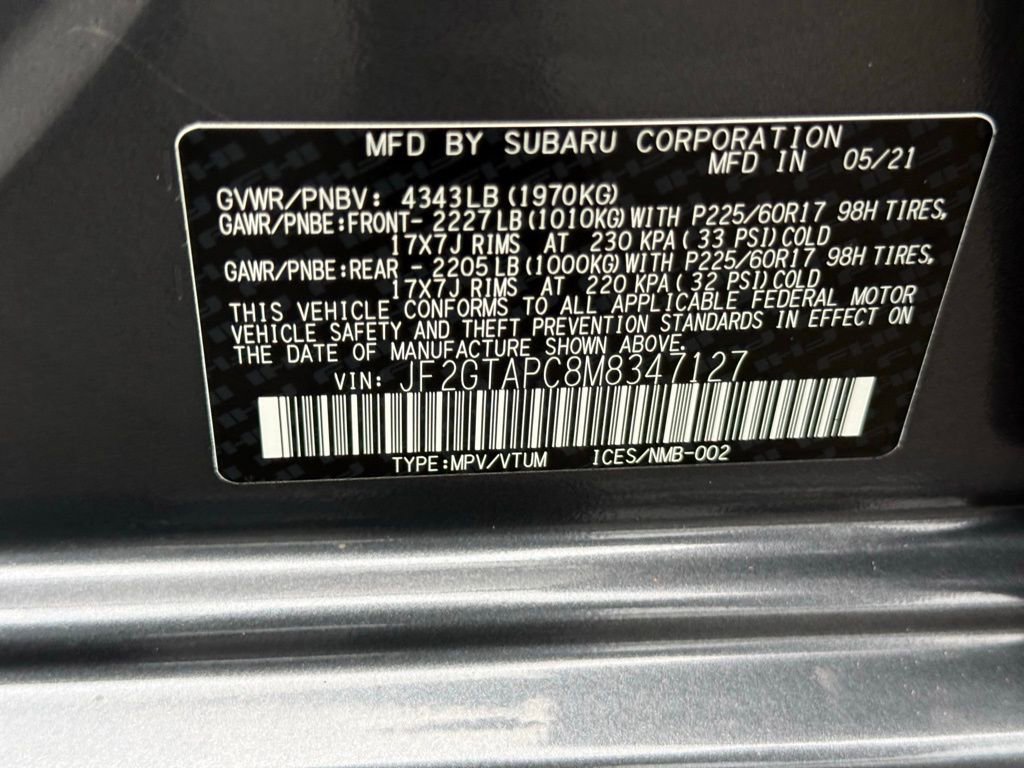 MFD BY SUBARU CORPORATION
MFD IN 05/21
GVWR/PNBV: 4343LB (1970KG)
GAWR/PNBE:FRONT- 2227LB(1010KG) WITH P225/60R17 98H TIRES,
17X7J RIMS AT 230 KPA( 33 PSI)COLD
GAWR/PNBE:REAR - 2205LB(1000KG) WITH P225/60R17 98H TIRES,
17X7J RIMS AT 220 KPA( 32 PSI)COLD
THIS VEHICLE CONFORMS TO ALL APPLICABLE FEDERAL MOTOR
VEHICLE SAFETY AND THEFT PREVENTION STANDARDS IN EFFECT ON
THE DATE OF MANUFACTURE SHOWN ABOVE.
VIN: JF2GTAPC8M8347127
TYPE:MPV/VTUM ICES/NMB-002